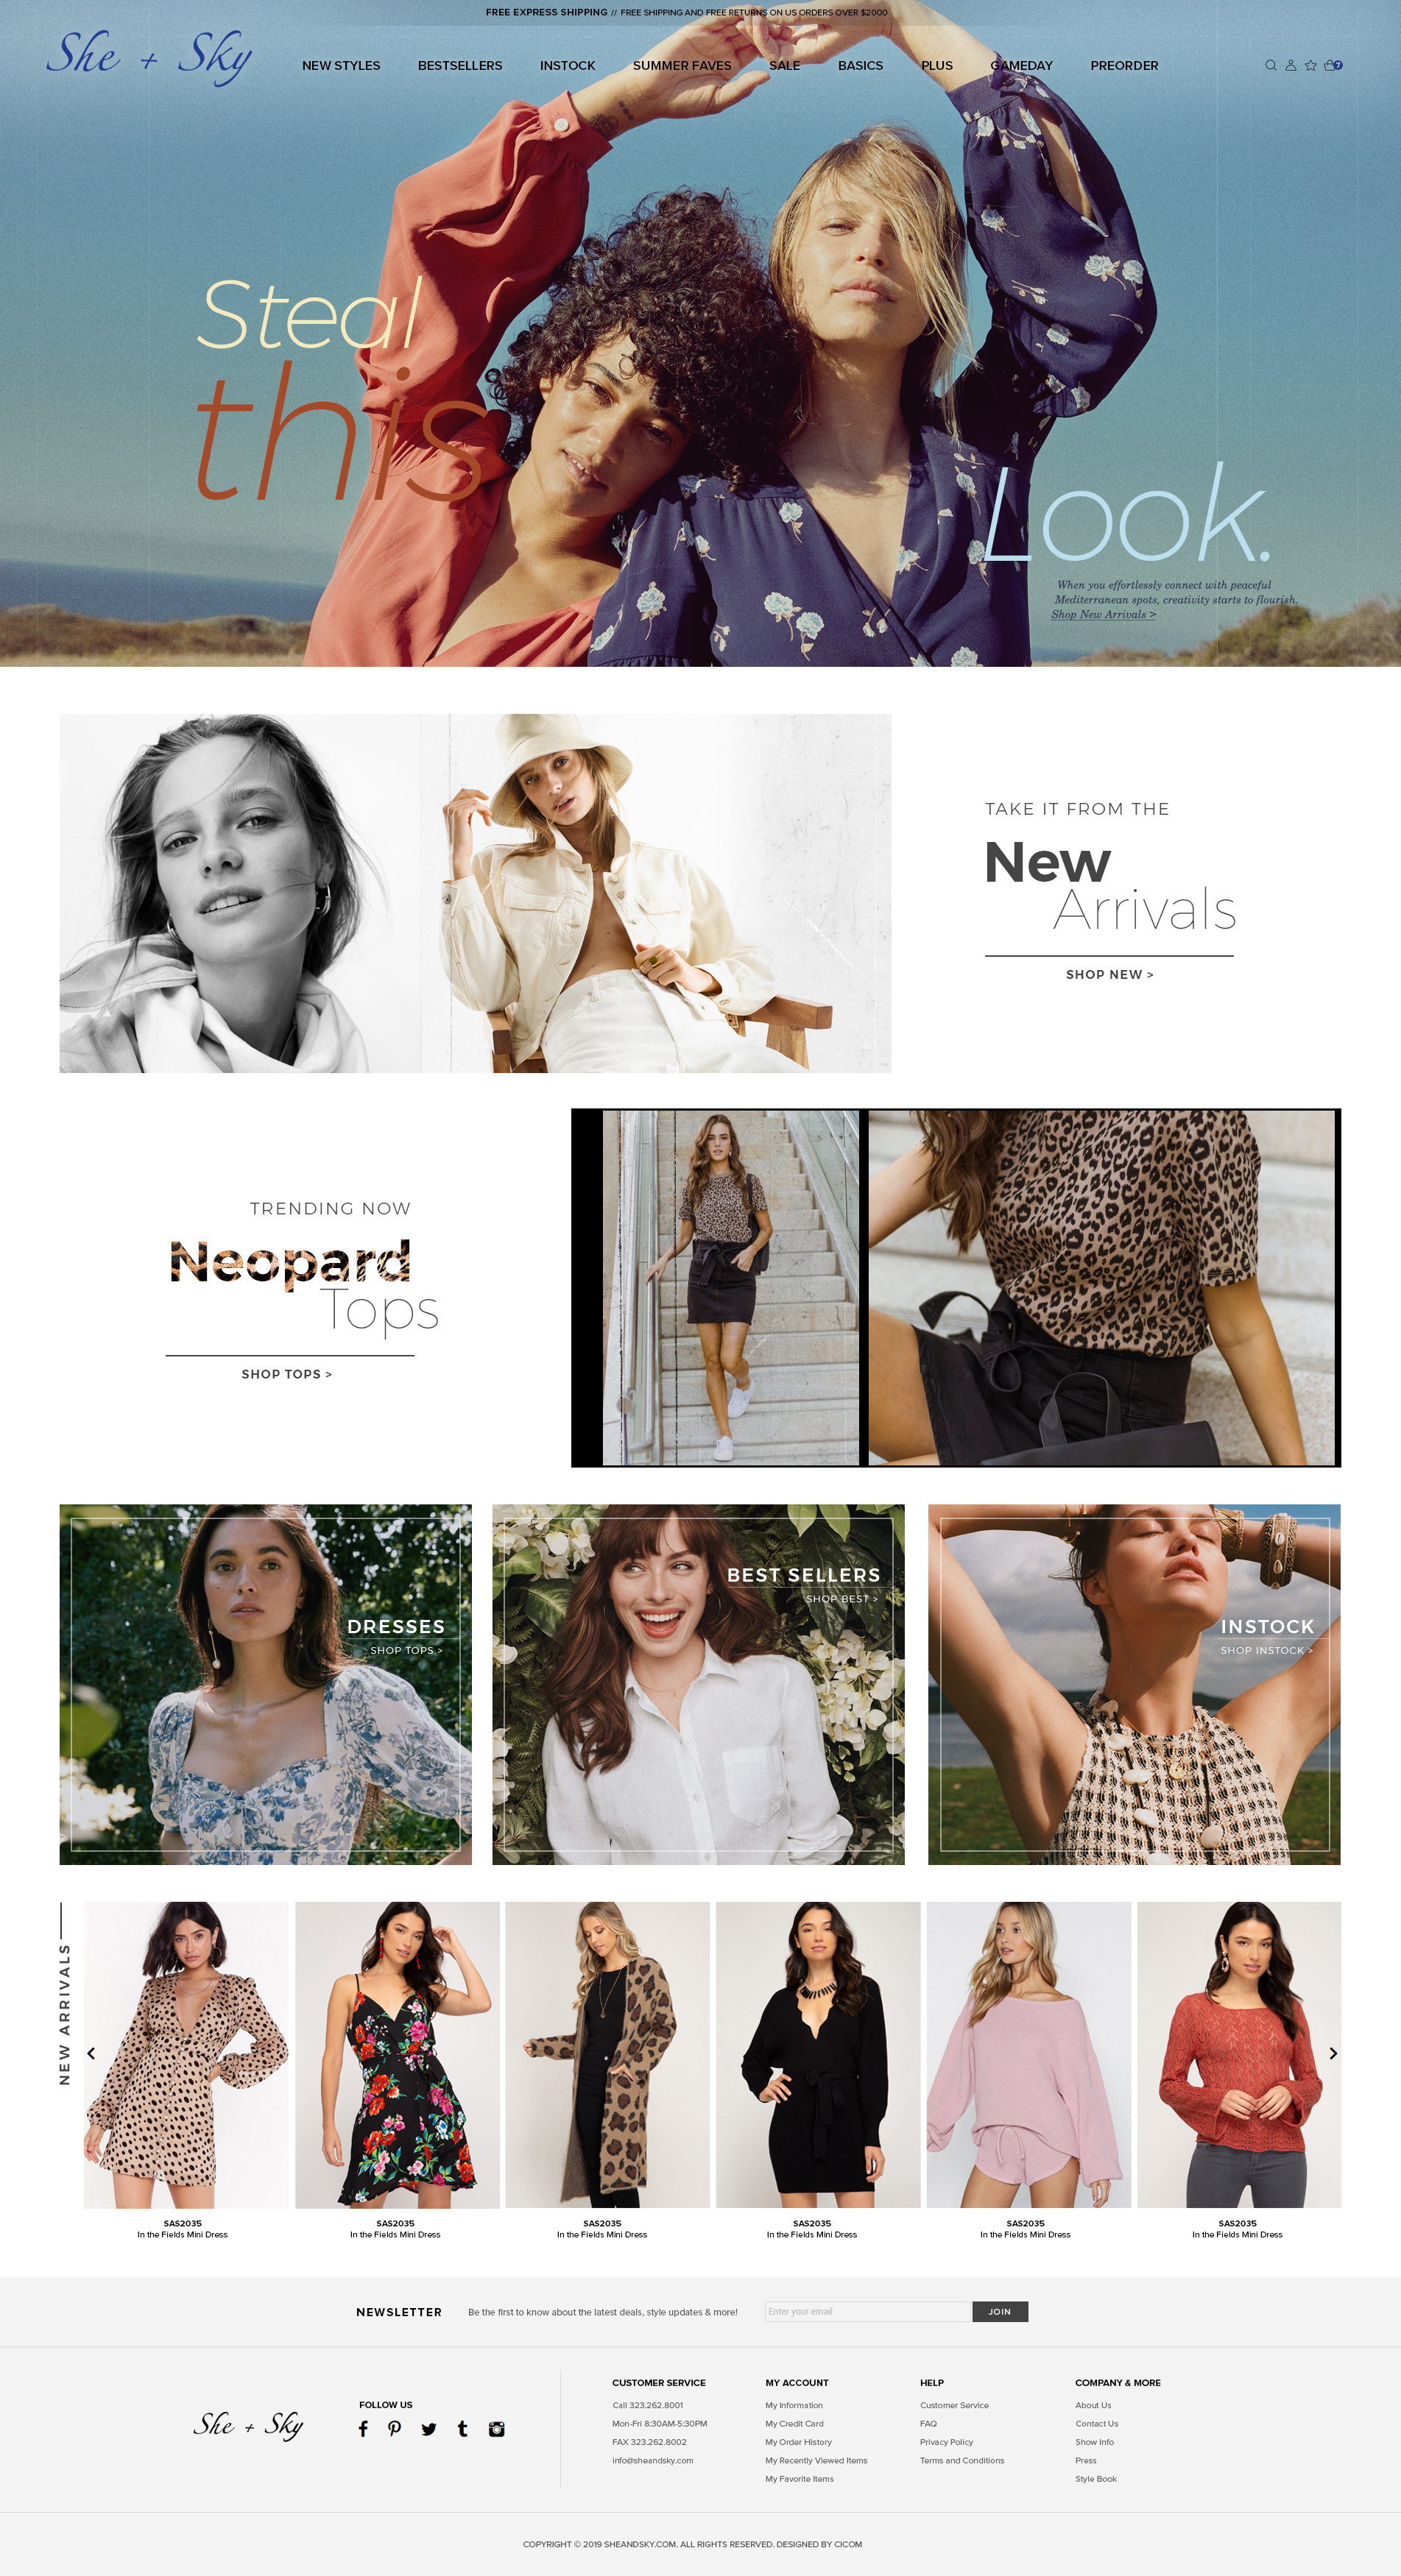 FREE EXPRESS SHIPPING // FREE SHIPPING AND FREE RETURNS ON US ORDERS OVER $2000
She + Sky
NEW STYLES BESTSELLERS INSTOCK SUMMER FAVES SALE BASICS PLUS GAMEDAY PREORDER
7
Steal
this
Look.
When you effortlessly connect with peaceful
Mediterranean spots, creativity starts to flourish.
Shop New Arrivals >
TAKE IT FROM THE
New
Arrivals
SHOP NEW >
TRENDING NOW
Neopard
Tops
SHOP TOPS >
DRESSES
SHOP TOPS >
BEST SELLERS
SHOP BEST >
INSTOCK
SHOP INSTOCK >
NEW ARRIVALS
SAS2035
In the Fields Mini Dress
SAS2035
In the Fields Mini Dress
SAS2035
In the Fields Mini Dress
SAS2035
In the Fields Mini Dress
SAS2035
In the Fields Mini Dress
SAS2035
In the Fields Mini Dress
NEWSLETTER
Be the first to know about the latest deals, style updates & more!
Enter your email
JOIN
She + Sky
FOLLOW US
CUSTOMER SERVICE
Call 323.262.8001
Mon-Fri 8:30AM-5:30PM
FAX 323.262.8002
info@sheandsky.com
MY ACCOUNT
My Information
My Credit Card
My Order History
My Recently Viewed Items
My Favorite Items
HELP
Customer Service
FAQ
Privacy Policy
Terms and Conditions
COMPANY & MORE
About Us
Contact Us
Show Info
Press
Style Book
COPYRIGHT © 2019 SHEANDSKY.COM. ALL RIGHTS RESERVED. DESIGNED BY CICOM